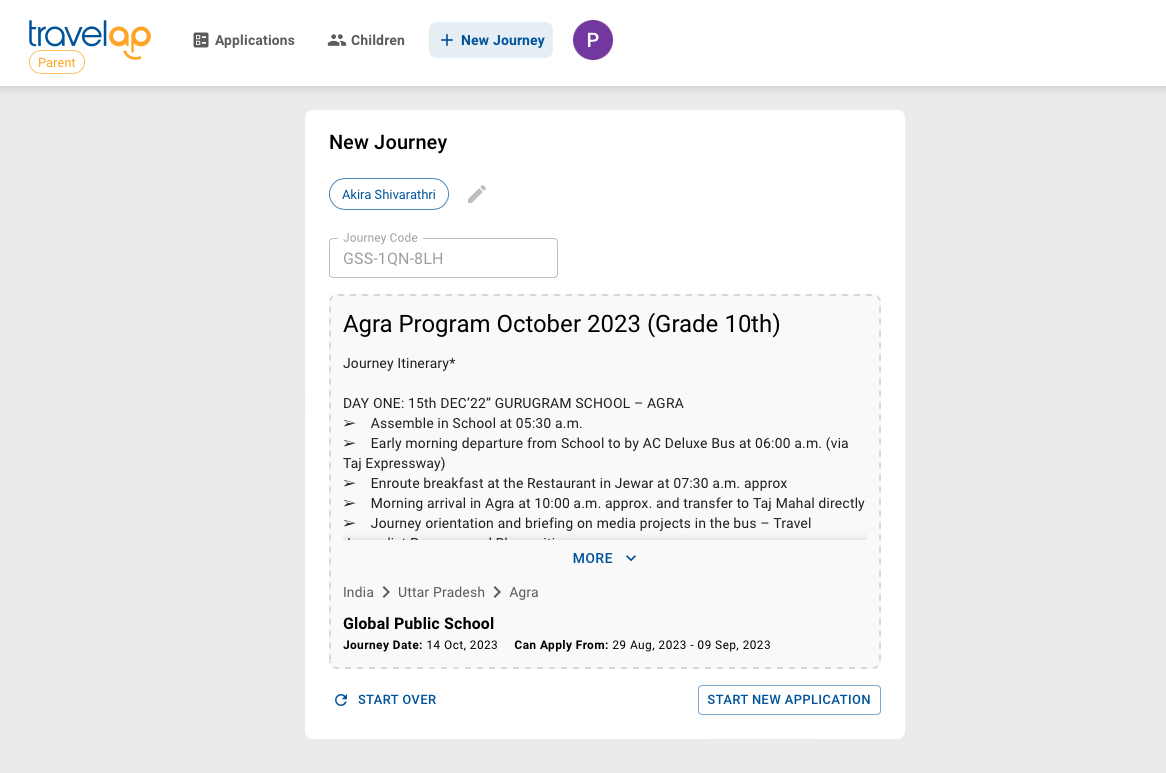 travelap
Parent
Applications
Children
New Journey
P
New Journey
Akira Shivarathri
Journey Code
GSS-1QN-8LH
Agra Program October 2023 (Grade 10th)
Journey Itinerary*
DAY ONE: 15th DEC'22” GURUGRAM SCHOOL – AGRA
➢ Assemble in School at 05:30 a.m.
➢ Early morning departure from School to by AC Deluxe Bus at 06:00 a.m. (via
Taj Expressway)
➢ Enroute breakfast at the Restaurant in Jewar at 07:30 a.m. approx
➢ Morning arrival in Agra at 10:00 a.m. approx. and transfer to Taj Mahal directly
➢ Journey orientation and briefing on media projects in the bus – Travel
MORE
India > Uttar Pradesh > Agra
Global Public School
Journey Date: 14 Oct, 2023 Can Apply From: 29 Aug, 2023 - 09 Sep, 2023
START OVER
START NEW APPLICATION